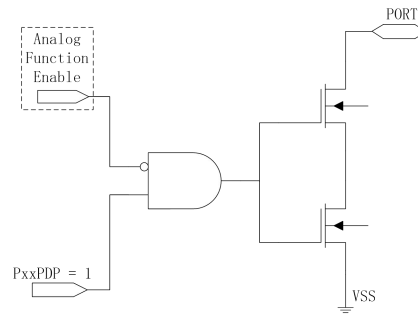 PORT
Analog
Function
Enable
PxxPDP = 1
VSS